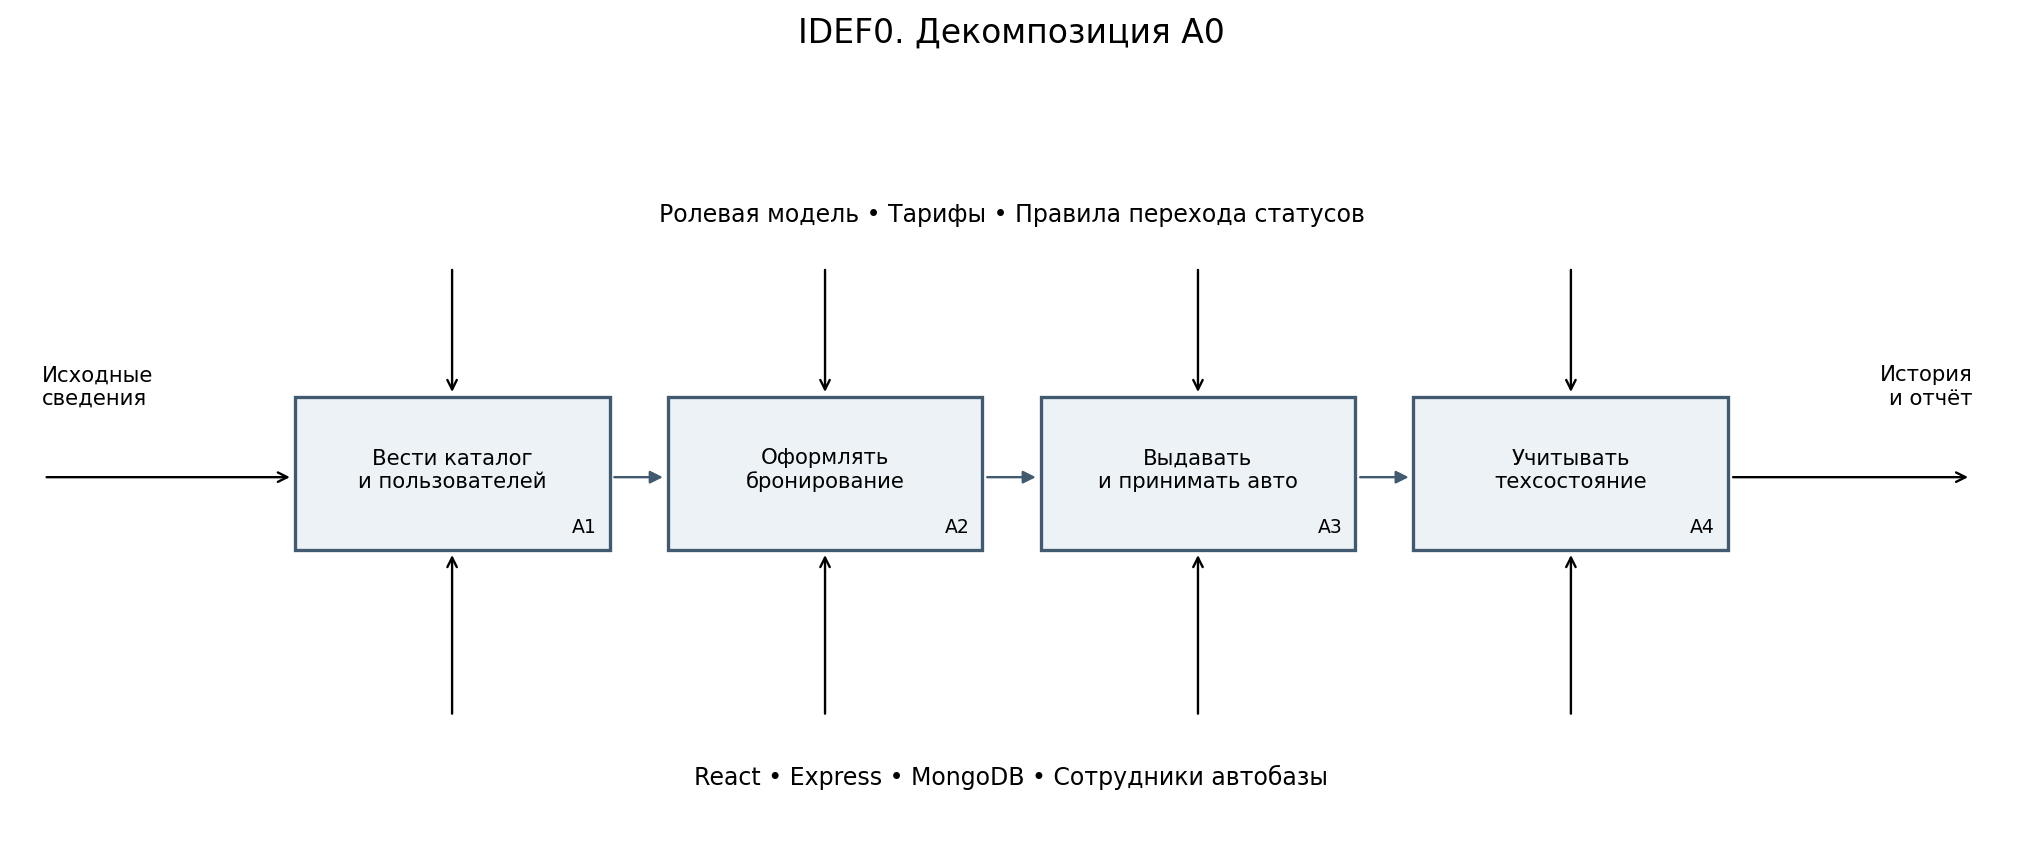 IDEF0. Декомпозиция A0
Ролевая модель • Тарифы • Правила перехода статусов
Исходные
сведения
История
и отчёт
Вести каталог
и пользователей
A1
Оформлять
бронирование
A2
Выдавать
и принимать авто
A3
Учитывать
техсостояние
A4
React • Express • MongoDB • Сотрудники автобазы